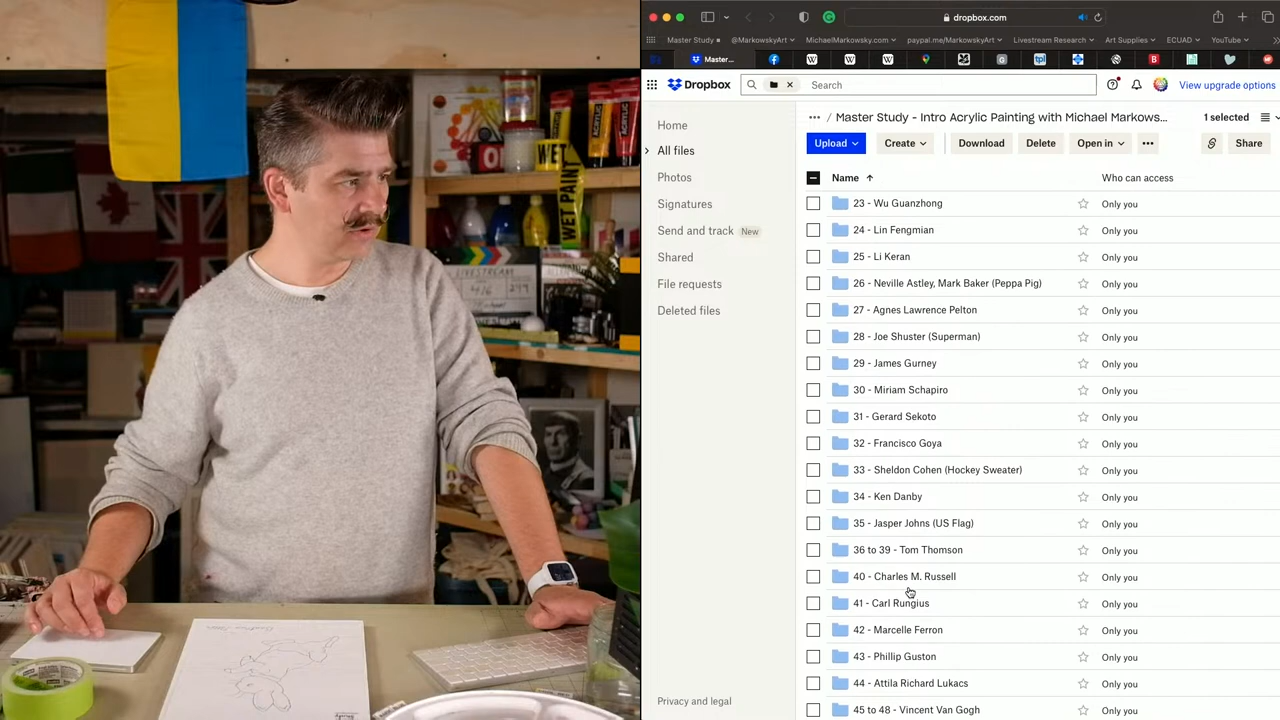 WET
PAINT
ACRYLIC
ACRYLIC
WET
PAINT
LIVESTREAM
dropbox.com
Master Study
@MarkowskyArt
MichaelMarkowsky.com
paypal.me/MarkowskyArt
Livestream Research
Art Supplies
ECUAD
YouTube
Master...
Dropbox
Search
View upgrade options
Home
All files
Photos
Signatures
Send and track New
Shared
File requests
Deleted files
Privacy and legal
... / Master Study - Intro Acrylic Painting with Michael Markows...
1 selected
Upload
Create
Download
Delete
Open in
Share
Name
Who can access
23 - Wu Guanzhong Only you
24 - Lin Fengmian Only you
25 - Li Keran Only you
26 - Neville Astley, Mark Baker (Peppa Pig) Only you
27 - Agnes Lawrence Pelton Only you
28 - Joe Shuster (Superman) Only you
29 - James Gurney Only you
30 - Miriam Schapiro Only you
31 - Gerard Sekoto Only you
32 - Francisco Goya Only you
33 - Sheldon Cohen (Hockey Sweater) Only you
34 - Ken Danby Only you
35 - Jasper Johns (US Flag) Only you
36 to 39 - Tom Thomson Only you
40 - Charles M. Russell Only you
41 - Carl Rungius Only you
42 - Marcelle Ferron Only you
43 - Phillip Guston Only you
44 - Attila Richard Lukacs Only you
45 to 48 - Vincent Van Gogh Only you